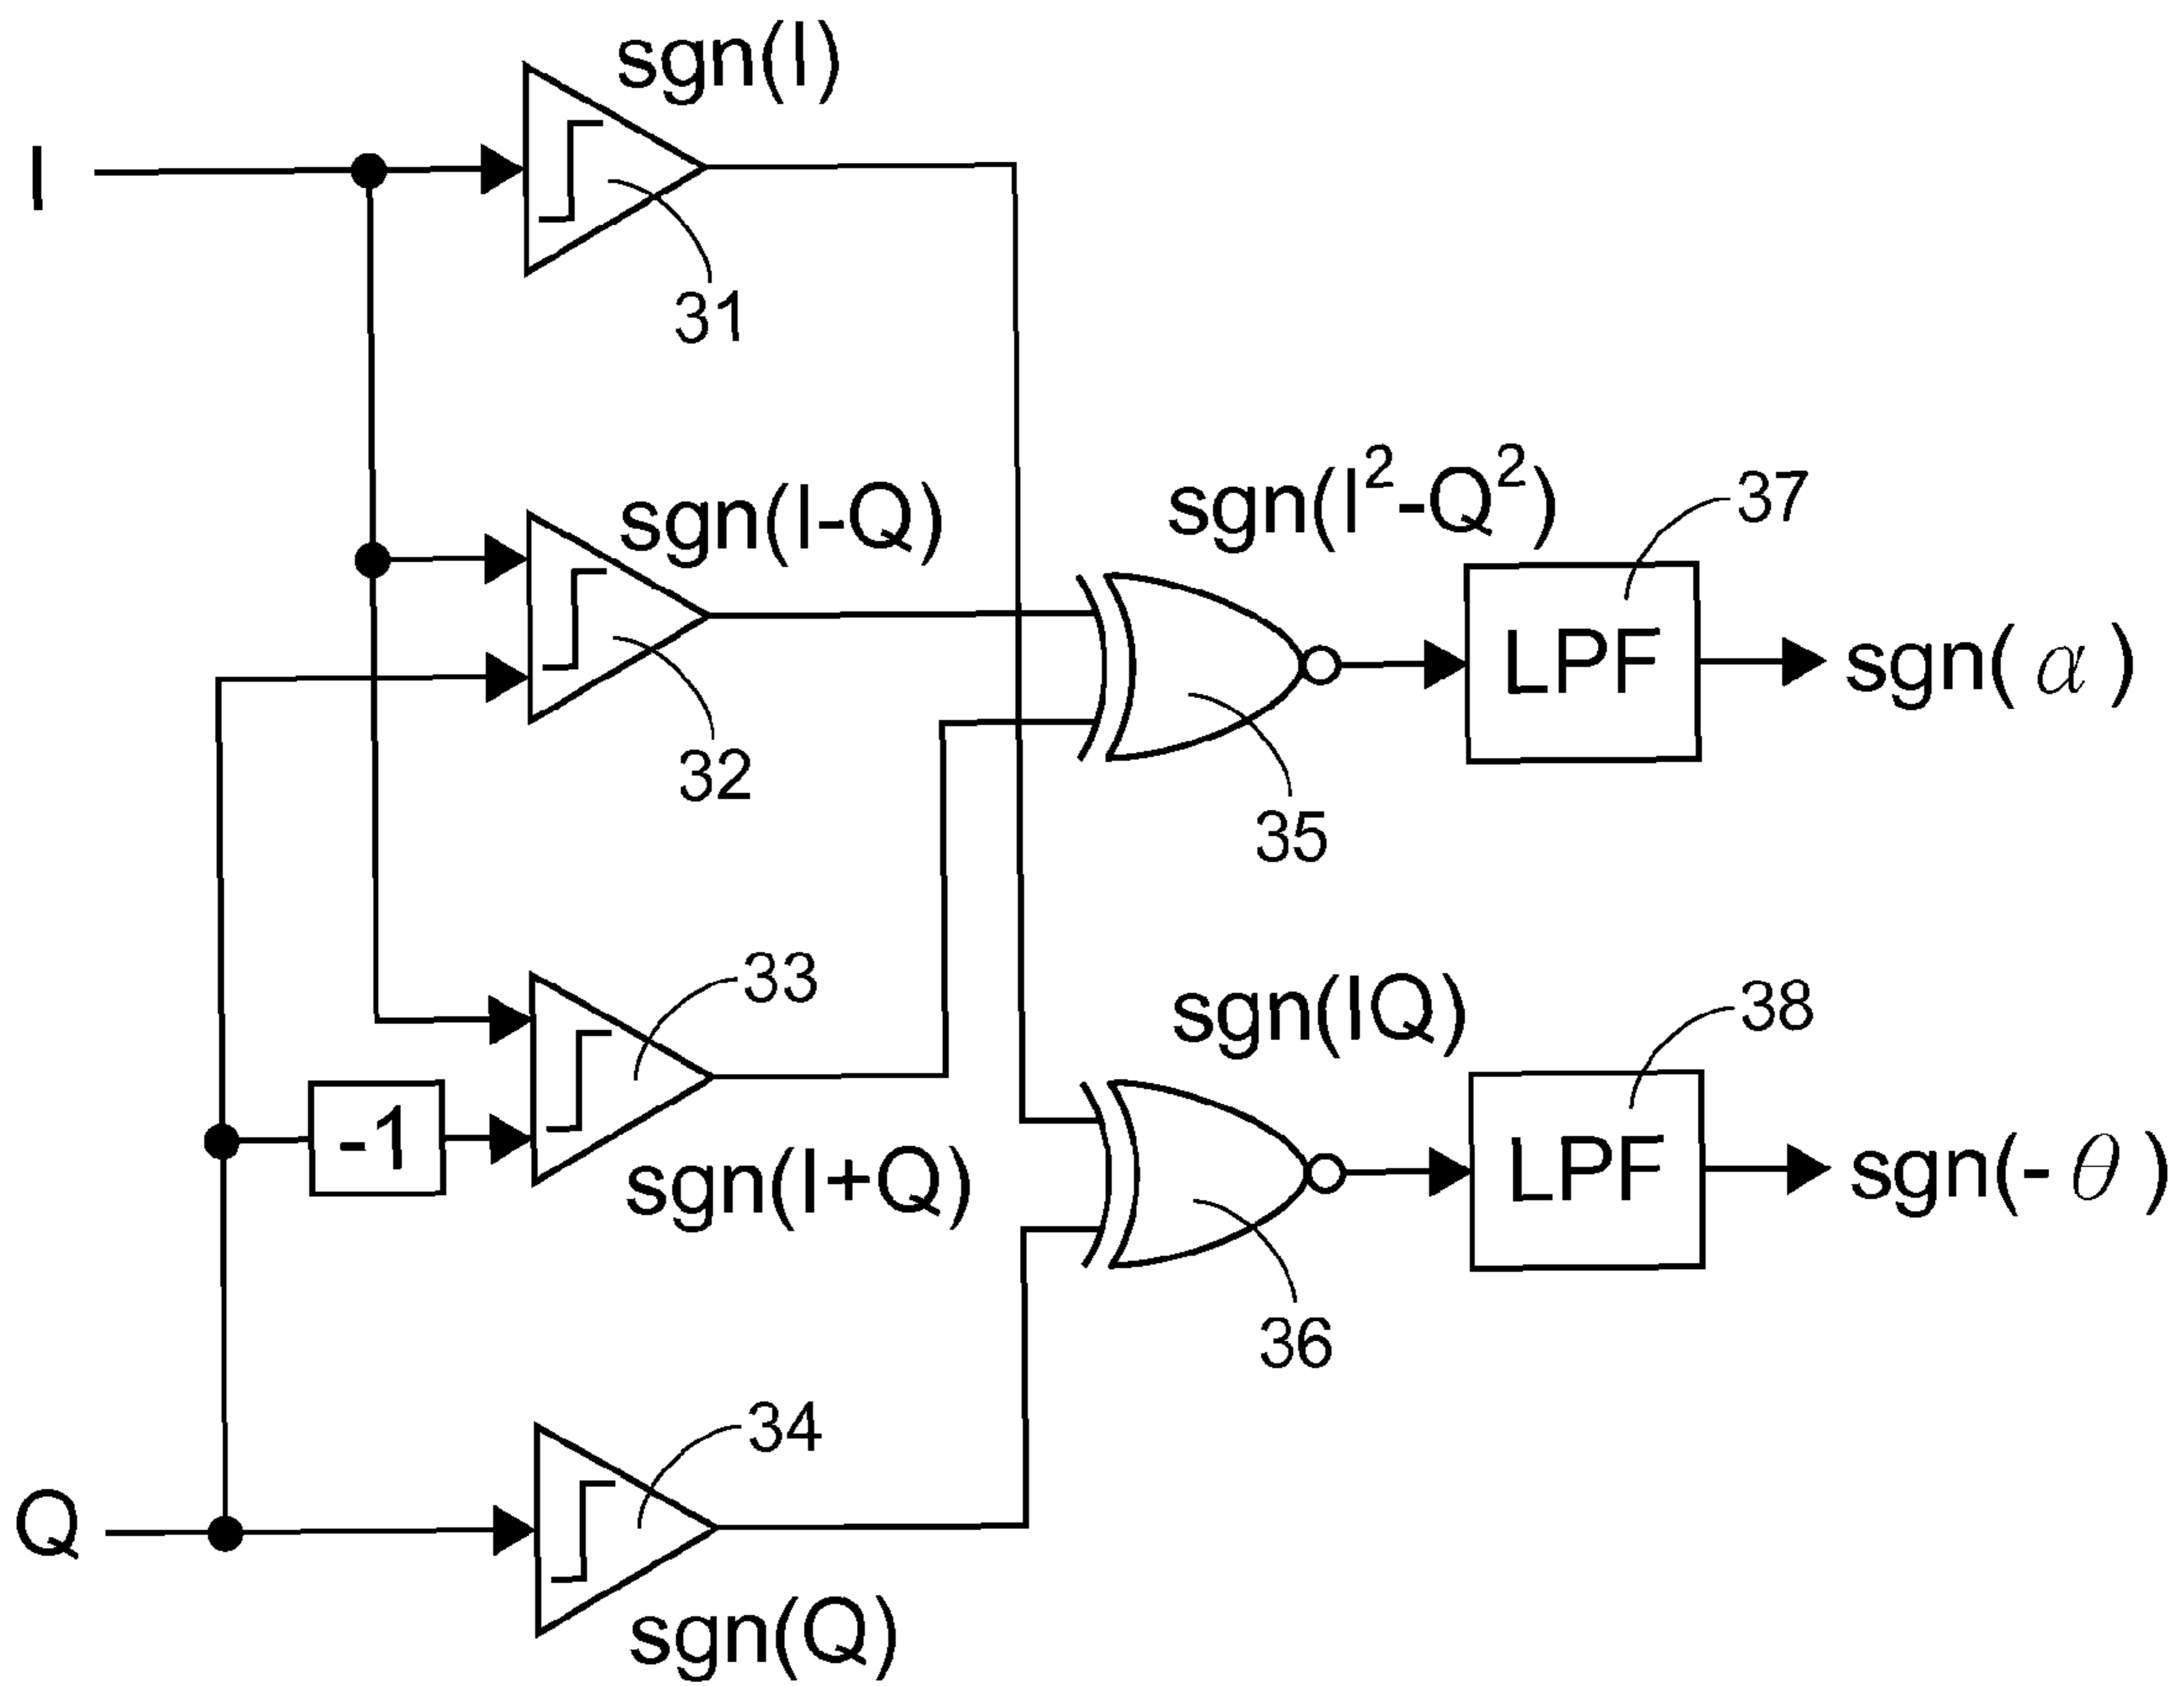 sgn(I)
I
31
sgn(I-Q)
32
sgn(I²-Q²)
37
LPF
sgn(α)
35
33
-1
sgn(I+Q)
sgn(IQ)
38
LPF
sgn(-θ)
36
34
Q
sgn(Q)